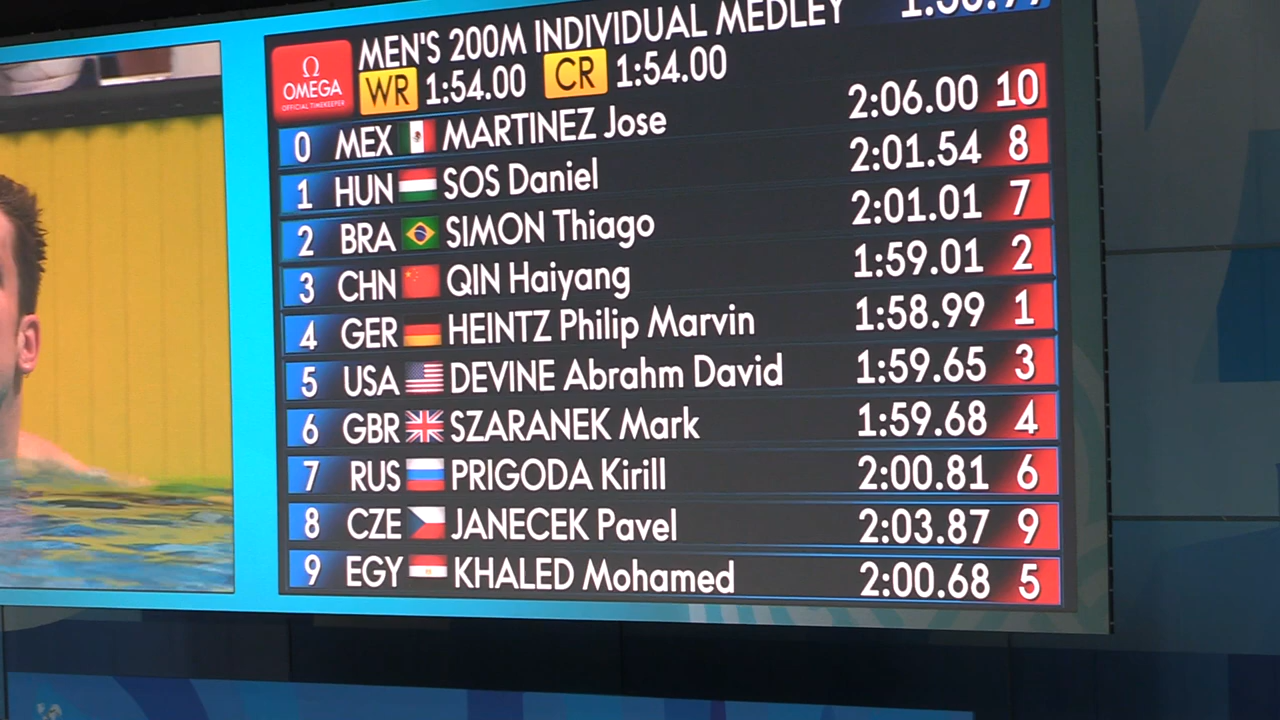 MEN'S 200M INDIVIDUAL MEDLEY 1:58.99
Ω OMEGA
OFFICIAL TIMEKEEPER
WR 1:54.00 CR 1:54.00
0 MEX MARTINEZ Jose 2:06.00 10
1 HUN SOS Daniel 2:01.54 8
2 BRA SIMON Thiago 2:01.01 7
3 CHN QIN Haiyang 1:59.01 2
4 GER HEINTZ Philip Marvin 1:58.99 1
5 USA DEVINE Abrahm David 1:59.65 3
6 GBR SZARANEK Mark 1:59.68 4
7 RUS PRIGODA Kirill 2:00.81 6
8 CZE JANECEK Pavel 2:03.87 9
9 EGY KHALED Mohamed 2:00.68 5